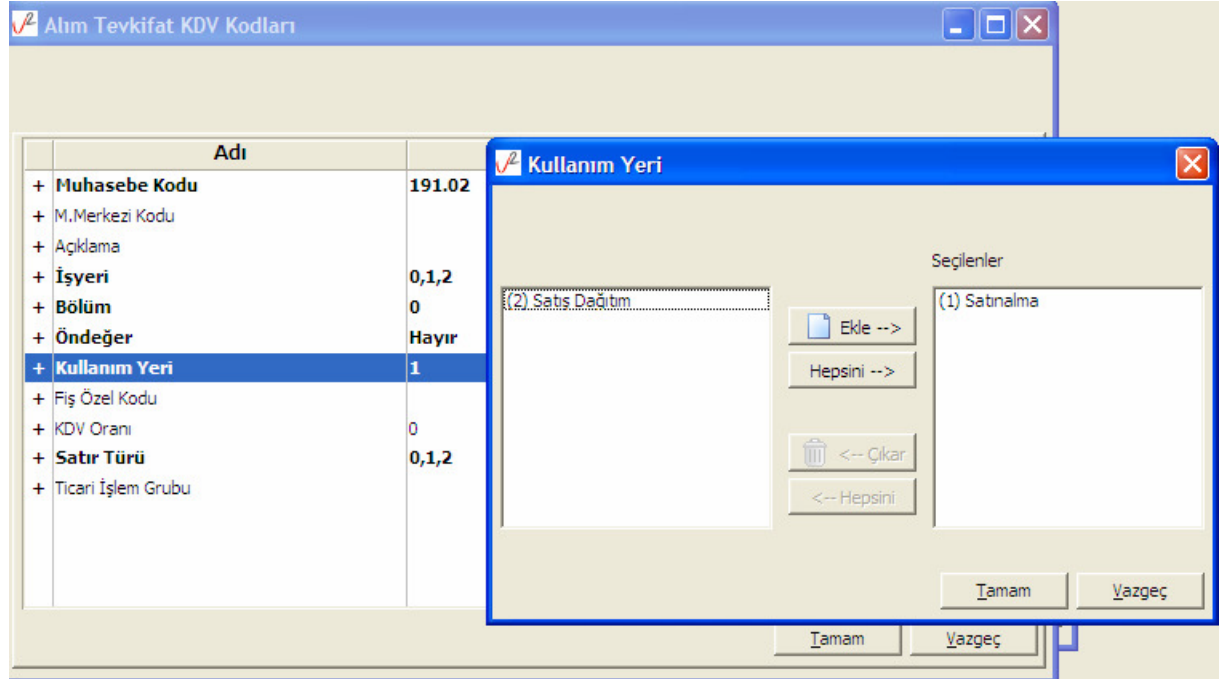 Alım Tevkifat KDV Kodları
Adı
+ Muhasebe Kodu 191.02
+ M.Merkezi Kodu
+ Açıklama
+ İşyeri 0,1,2
+ Bölüm 0
+ Öndeğer Hayır
+ Kullanım Yeri 1
+ Fiş Özel Kodu
+ KDV Oranı 0
+ Satır Türü 0,1,2
+ Ticari İşlem Grubu
Tamam Vazgeç
Kullanım Yeri
Seçilenler
(2) Satış Dağıtım
(1) Satınalma
Ekle -->
Hepsini -->
<-- Çıkar
<-- Hepsini
Tamam Vazgeç